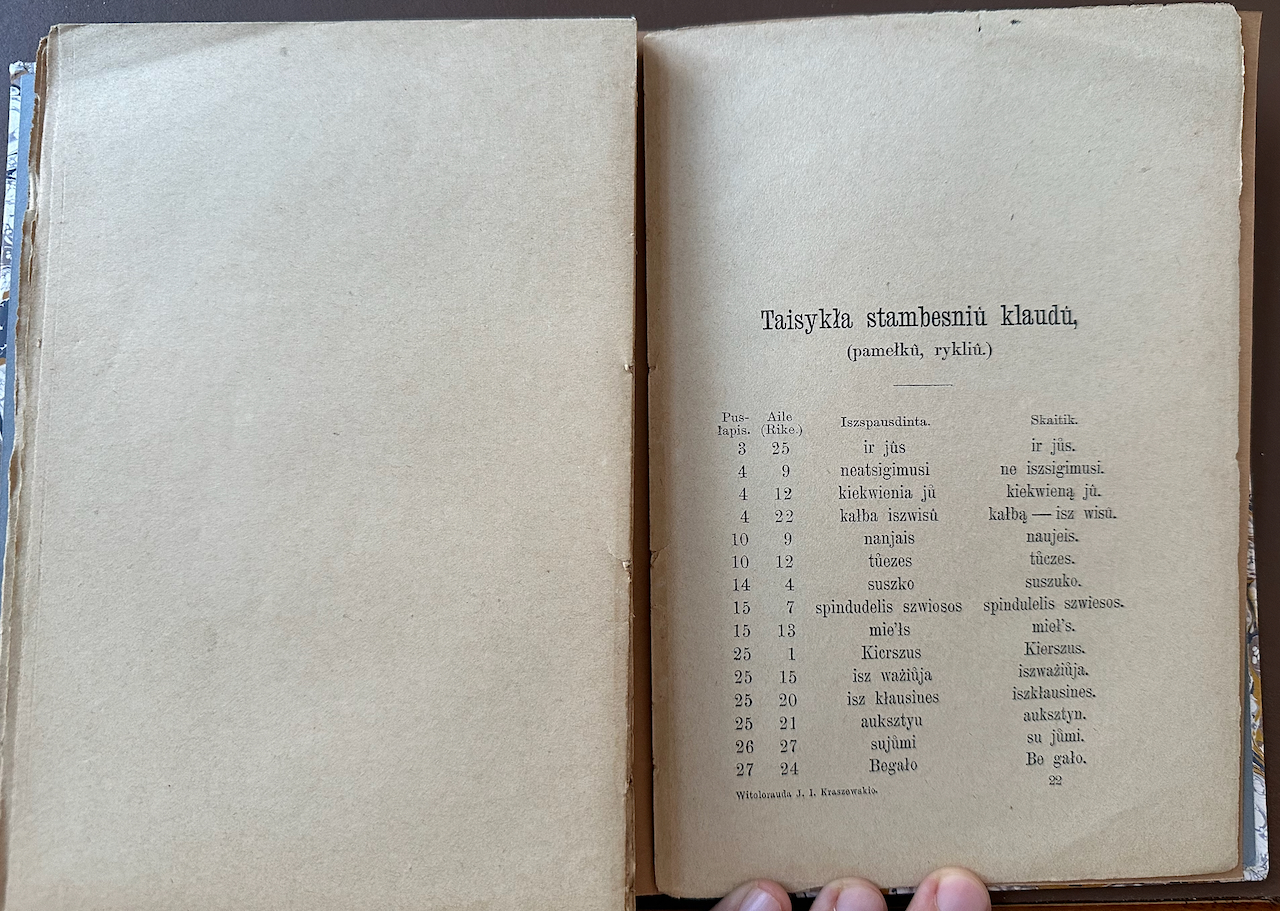 Taisykła stambesniů klaudů,
(pamełků, rykliů.)
Pus- Aile Iszspausdinta. Skaitik.
łapis. (Rike.)
3 25 ir jûs ir jůs.
4 9 neatsigimusi ne iszsigimusi.
4 12 kiekwienia jů kiekwieną jů.
4 22 kałba iszwisů kałbą — isz wisů.
10 9 nanjais naujeis.
10 12 tůezes tůczes.
14 4 suszko suszuko.
15 7 spindudelis szwiosos spindulelis szwiesos.
15 13 mie'łs mieł's.
25 1 Kicrszus Kierszus.
25 15 isz ważiůja iszważiůja.
25 20 isz kłausines iszkłausines.
25 21 auksztyu auksztyn.
26 27 sujůmi su jůmi.
27 24 Begało Be gało.
Witolorauda J. I. Kraszewskio. 22